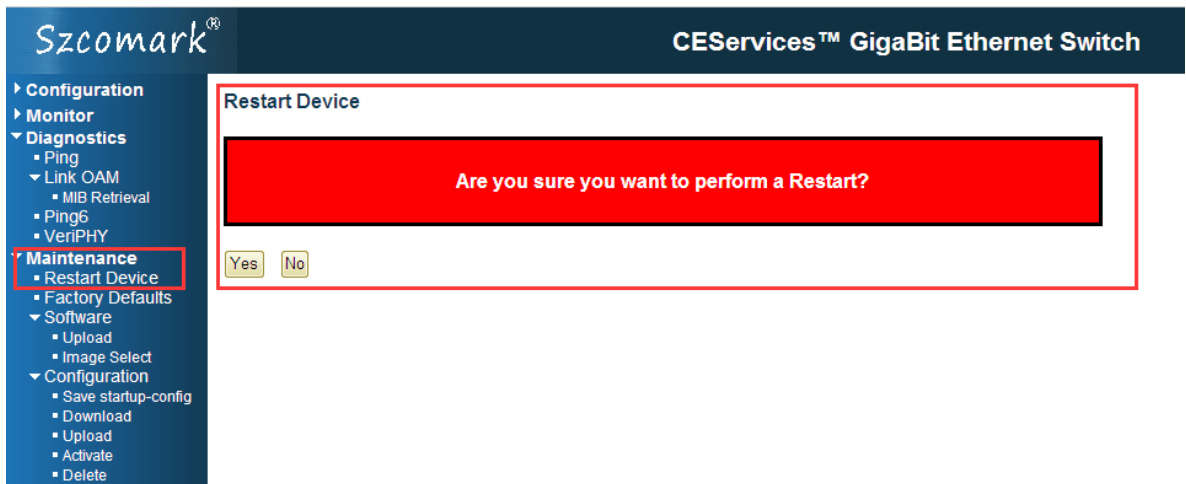 Szcomark®
CEServices™ GigaBit Ethernet Switch
Configuration
Monitor
Diagnostics
Ping
Link OAM
MIB Retrieval
Ping6
VeriPHY
Maintenance
Restart Device
Factory Defaults
Software
Upload
Image Select
Configuration
Save startup-config
Download
Upload
Activate
Delete
Restart Device
Are you sure you want to perform a Restart?
Yes No